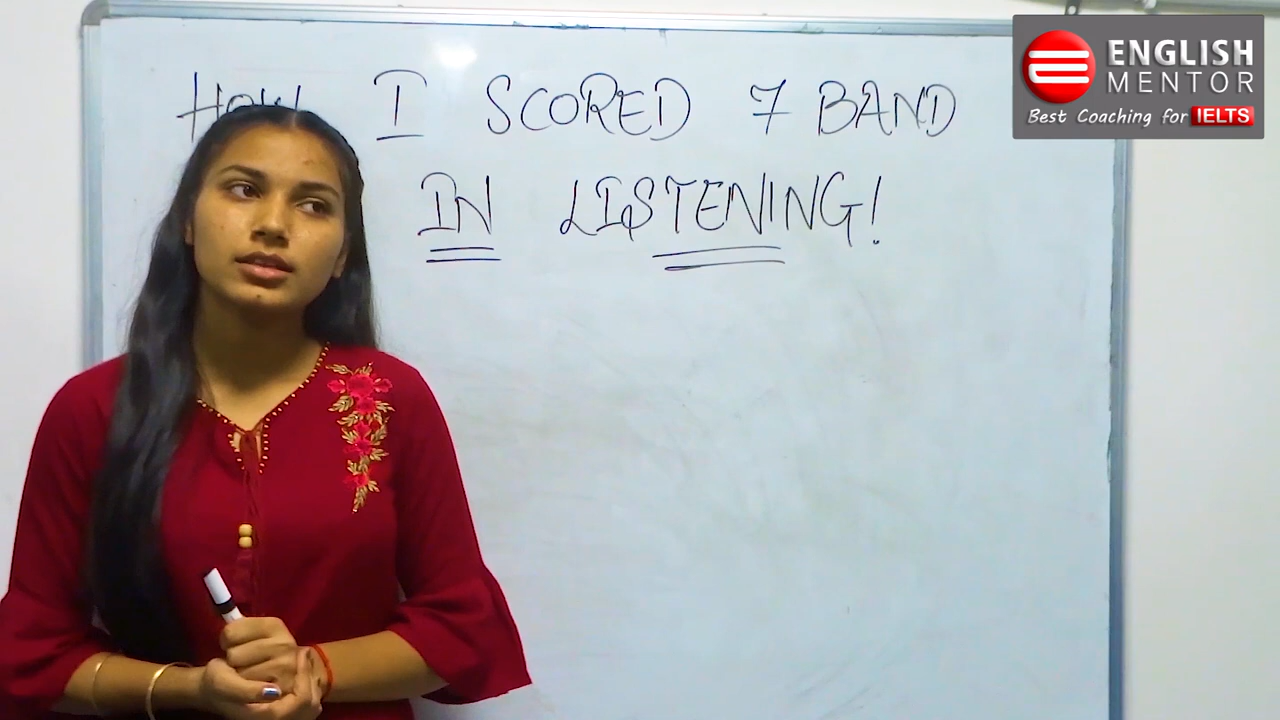 HOW I SCORED 7 BAND
IN LISTENING!
ENGLISH
MENTOR
Best Coaching for IELTS